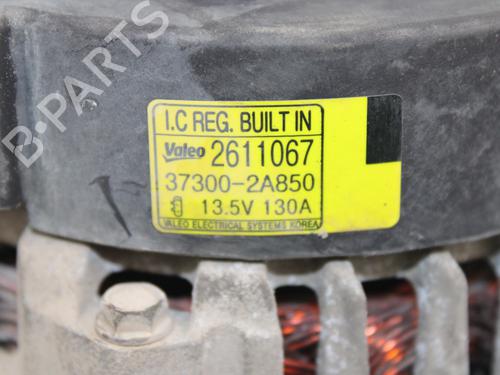 B-PARTS
I.C REG. BUILT IN
Valeo 2611067
37300-2A850
13.5V 130A
VALEO ELECTRICAL SYSTEMS KOREA